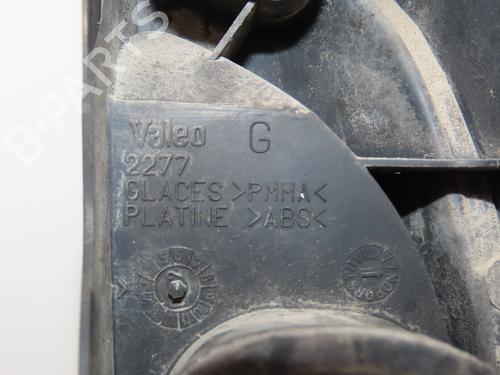 Valeo G
2277
GLACES >PMMA<
PLATINE >ABS<
B-PARTS